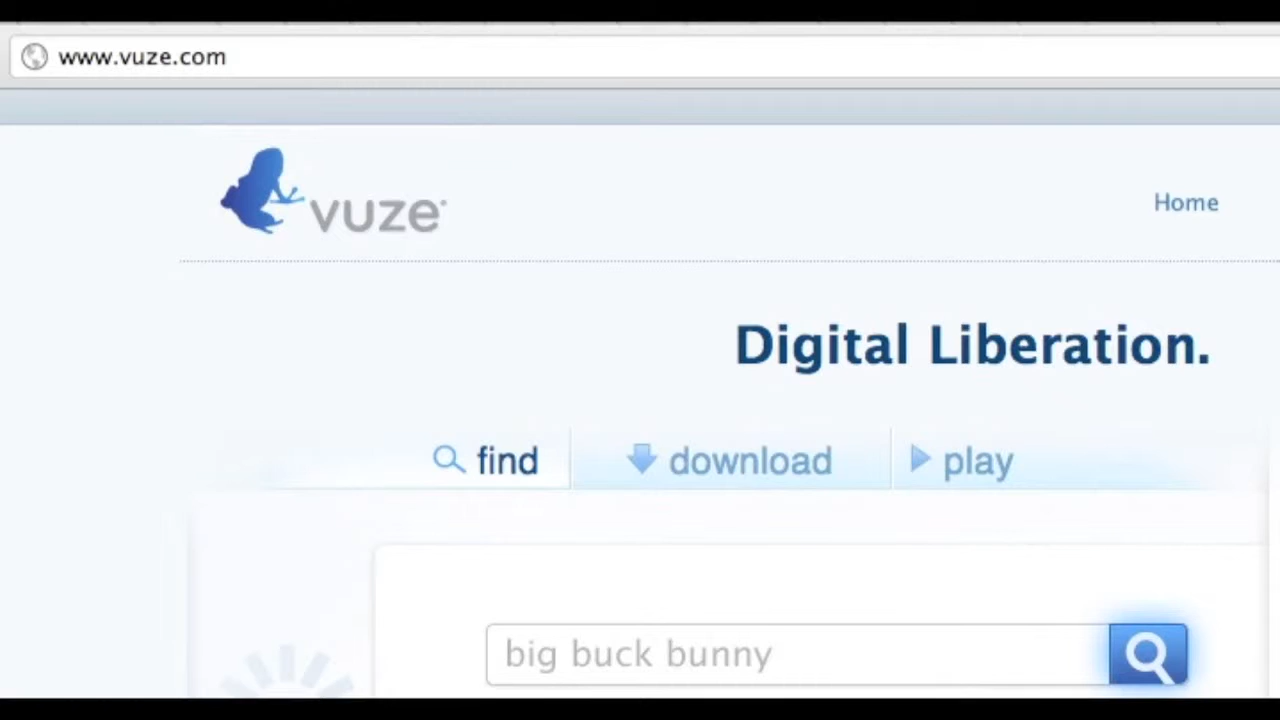 www.vuze.com
vuze
Home
Digital Liberation.
find
download
play
big buck bunny